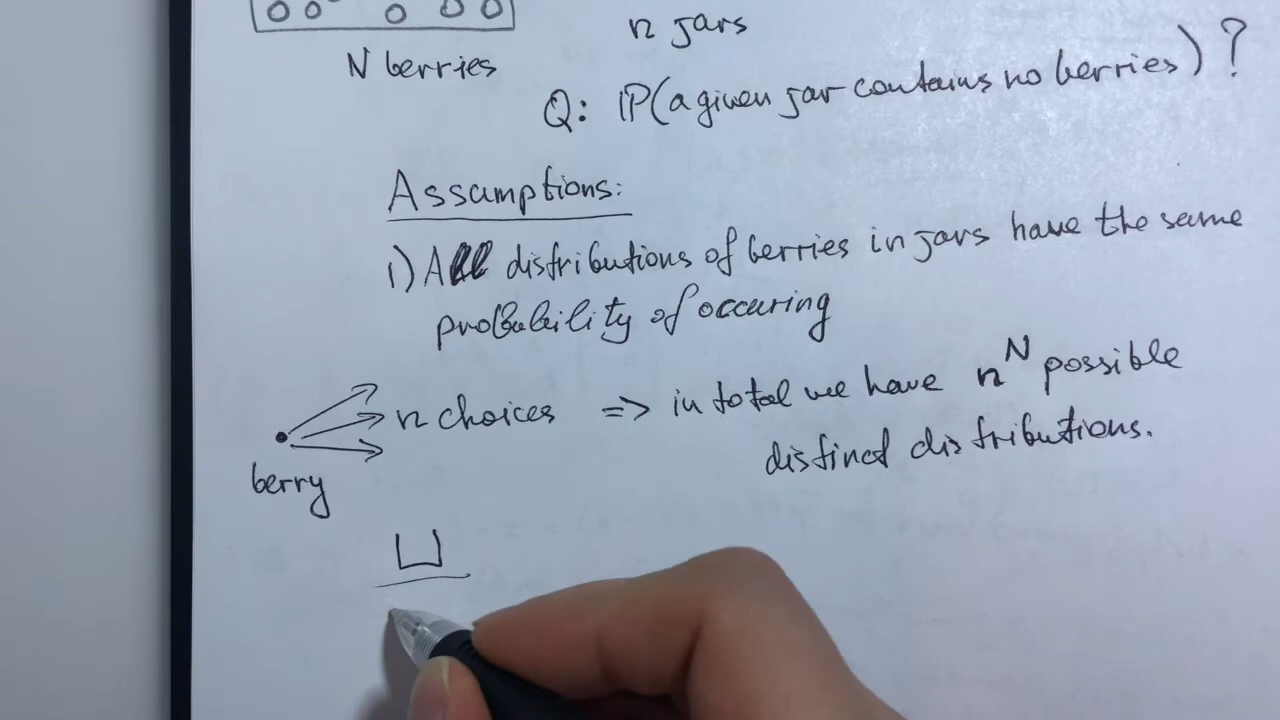 n jars
N berries
Q: IP(a given jar contains no berries)?
Assumptions:
1) All distributions of berries in jars have the same
probability of occuring
n choices => in total we have n^N possible
distinct distributions.
berry